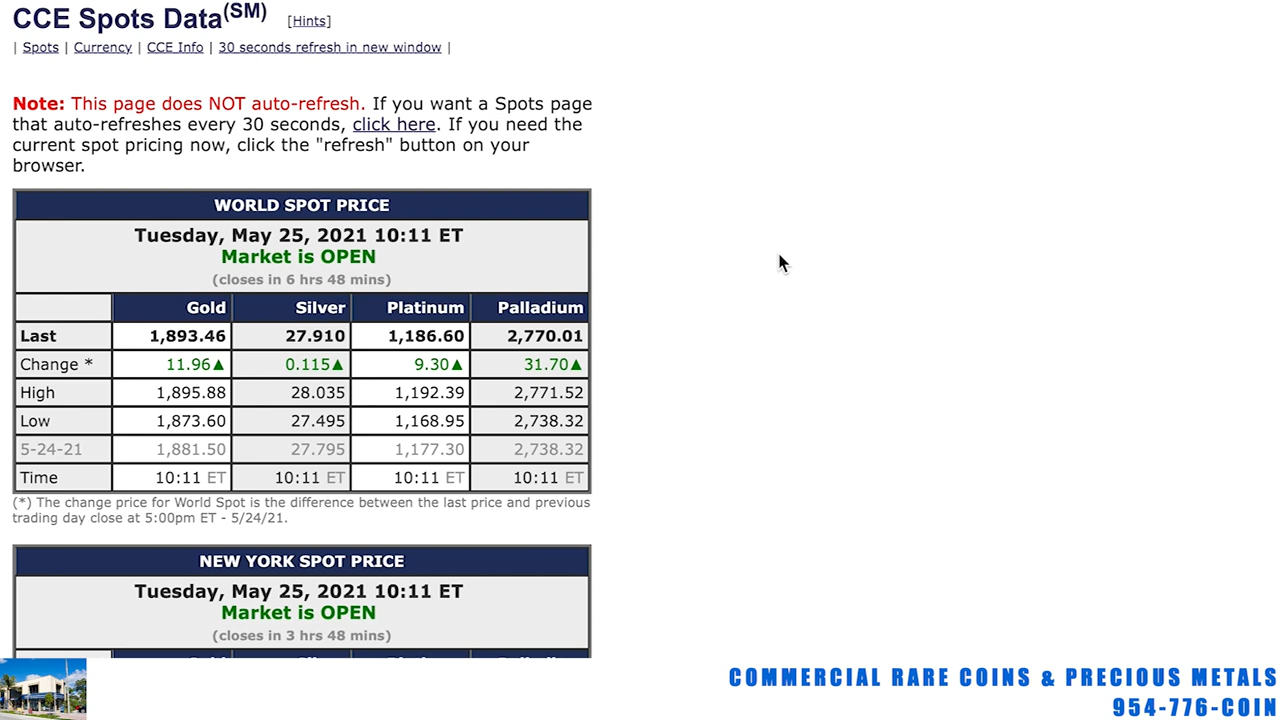 CCE Spots Data(SM) [Hints]
| Spots | Currency | CCE Info | 30 seconds refresh in new window |
Note: This page does NOT auto-refresh. If you want a Spots page
that auto-refreshes every 30 seconds, click here. If you need the
current spot pricing now, click the "refresh" button on your
browser.
WORLD SPOT PRICE
Tuesday, May 25, 2021 10:11 ET
Market is OPEN
(closes in 6 hrs 48 mins)
Gold Silver Platinum Palladium
Last 1,893.46 27.910 1,186.60 2,770.01
Change * 11.96▲ 0.115▲ 9.30▲ 31.70▲
High 1,895.88 28.035 1,192.39 2,771.52
Low 1,873.60 27.495 1,168.95 2,738.32
5-24-21 1,881.50 27.795 1,177.30 2,738.32
Time 10:11 ET 10:11 ET 10:11 ET 10:11 ET
(*) The change price for World Spot is the difference between the last price and previous
trading day close at 5:00pm ET - 5/24/21.
NEW YORK SPOT PRICE
Tuesday, May 25, 2021 10:11 ET
Market is OPEN
(closes in 3 hrs 48 mins)
COMMERCIAL RARE COINS & PRECIOUS METALS
954-776-COIN